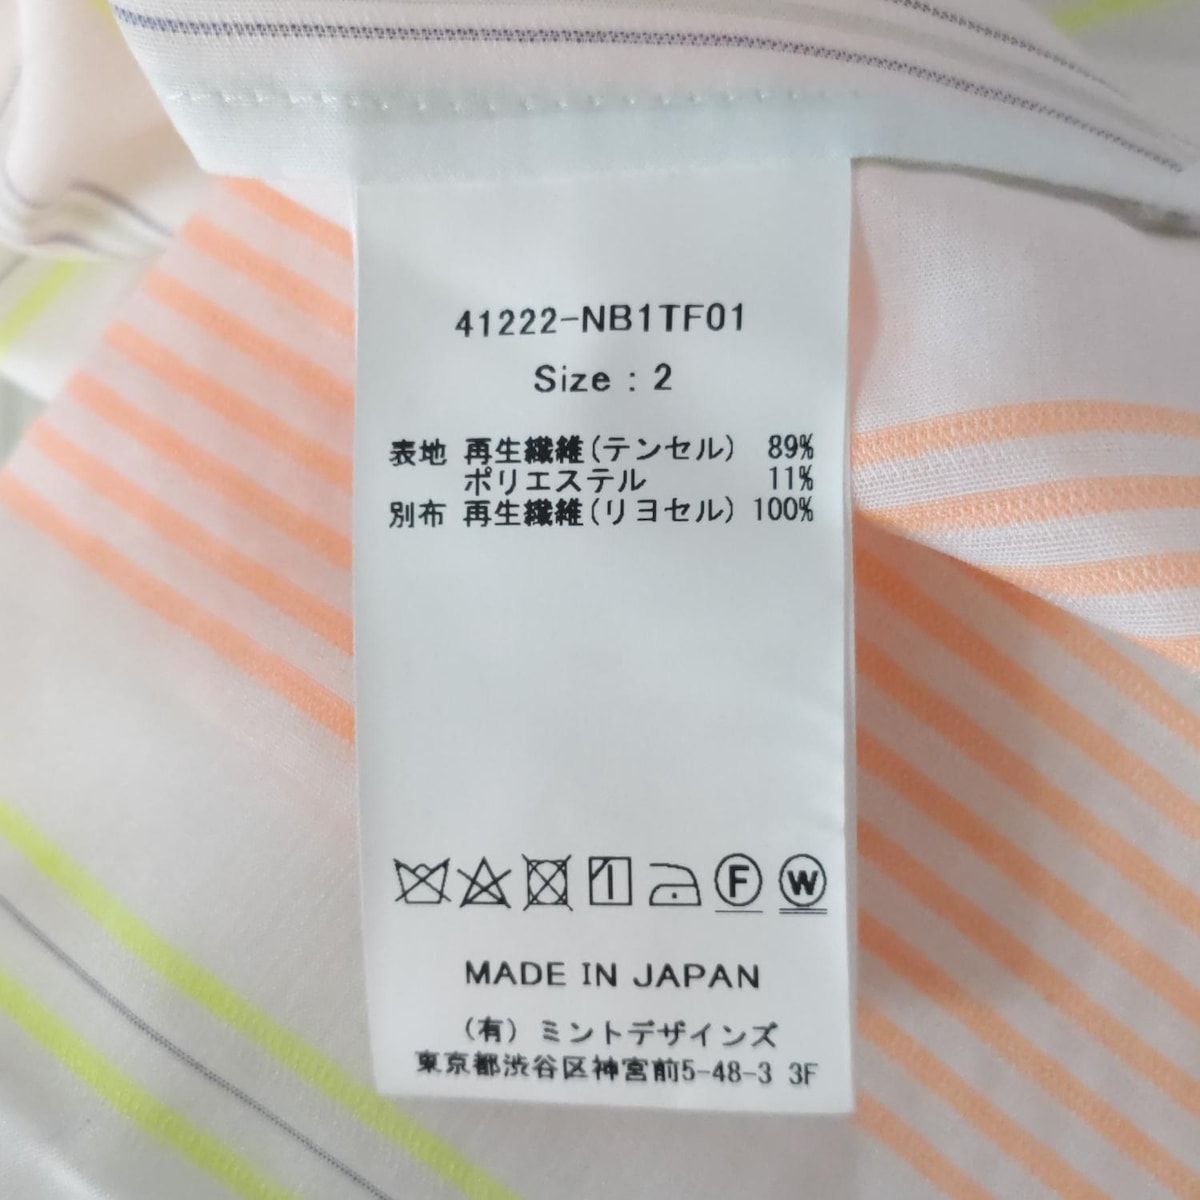 41222-NB1TF01
Size : 2
表地 再生繊維(テンセル) 89%
ポリエステル 11%
別布 再生繊維(リヨセル) 100%
F W
MADE IN JAPAN
(有) ミントデザインズ
東京都渋谷区神宮前5-48-3 3F